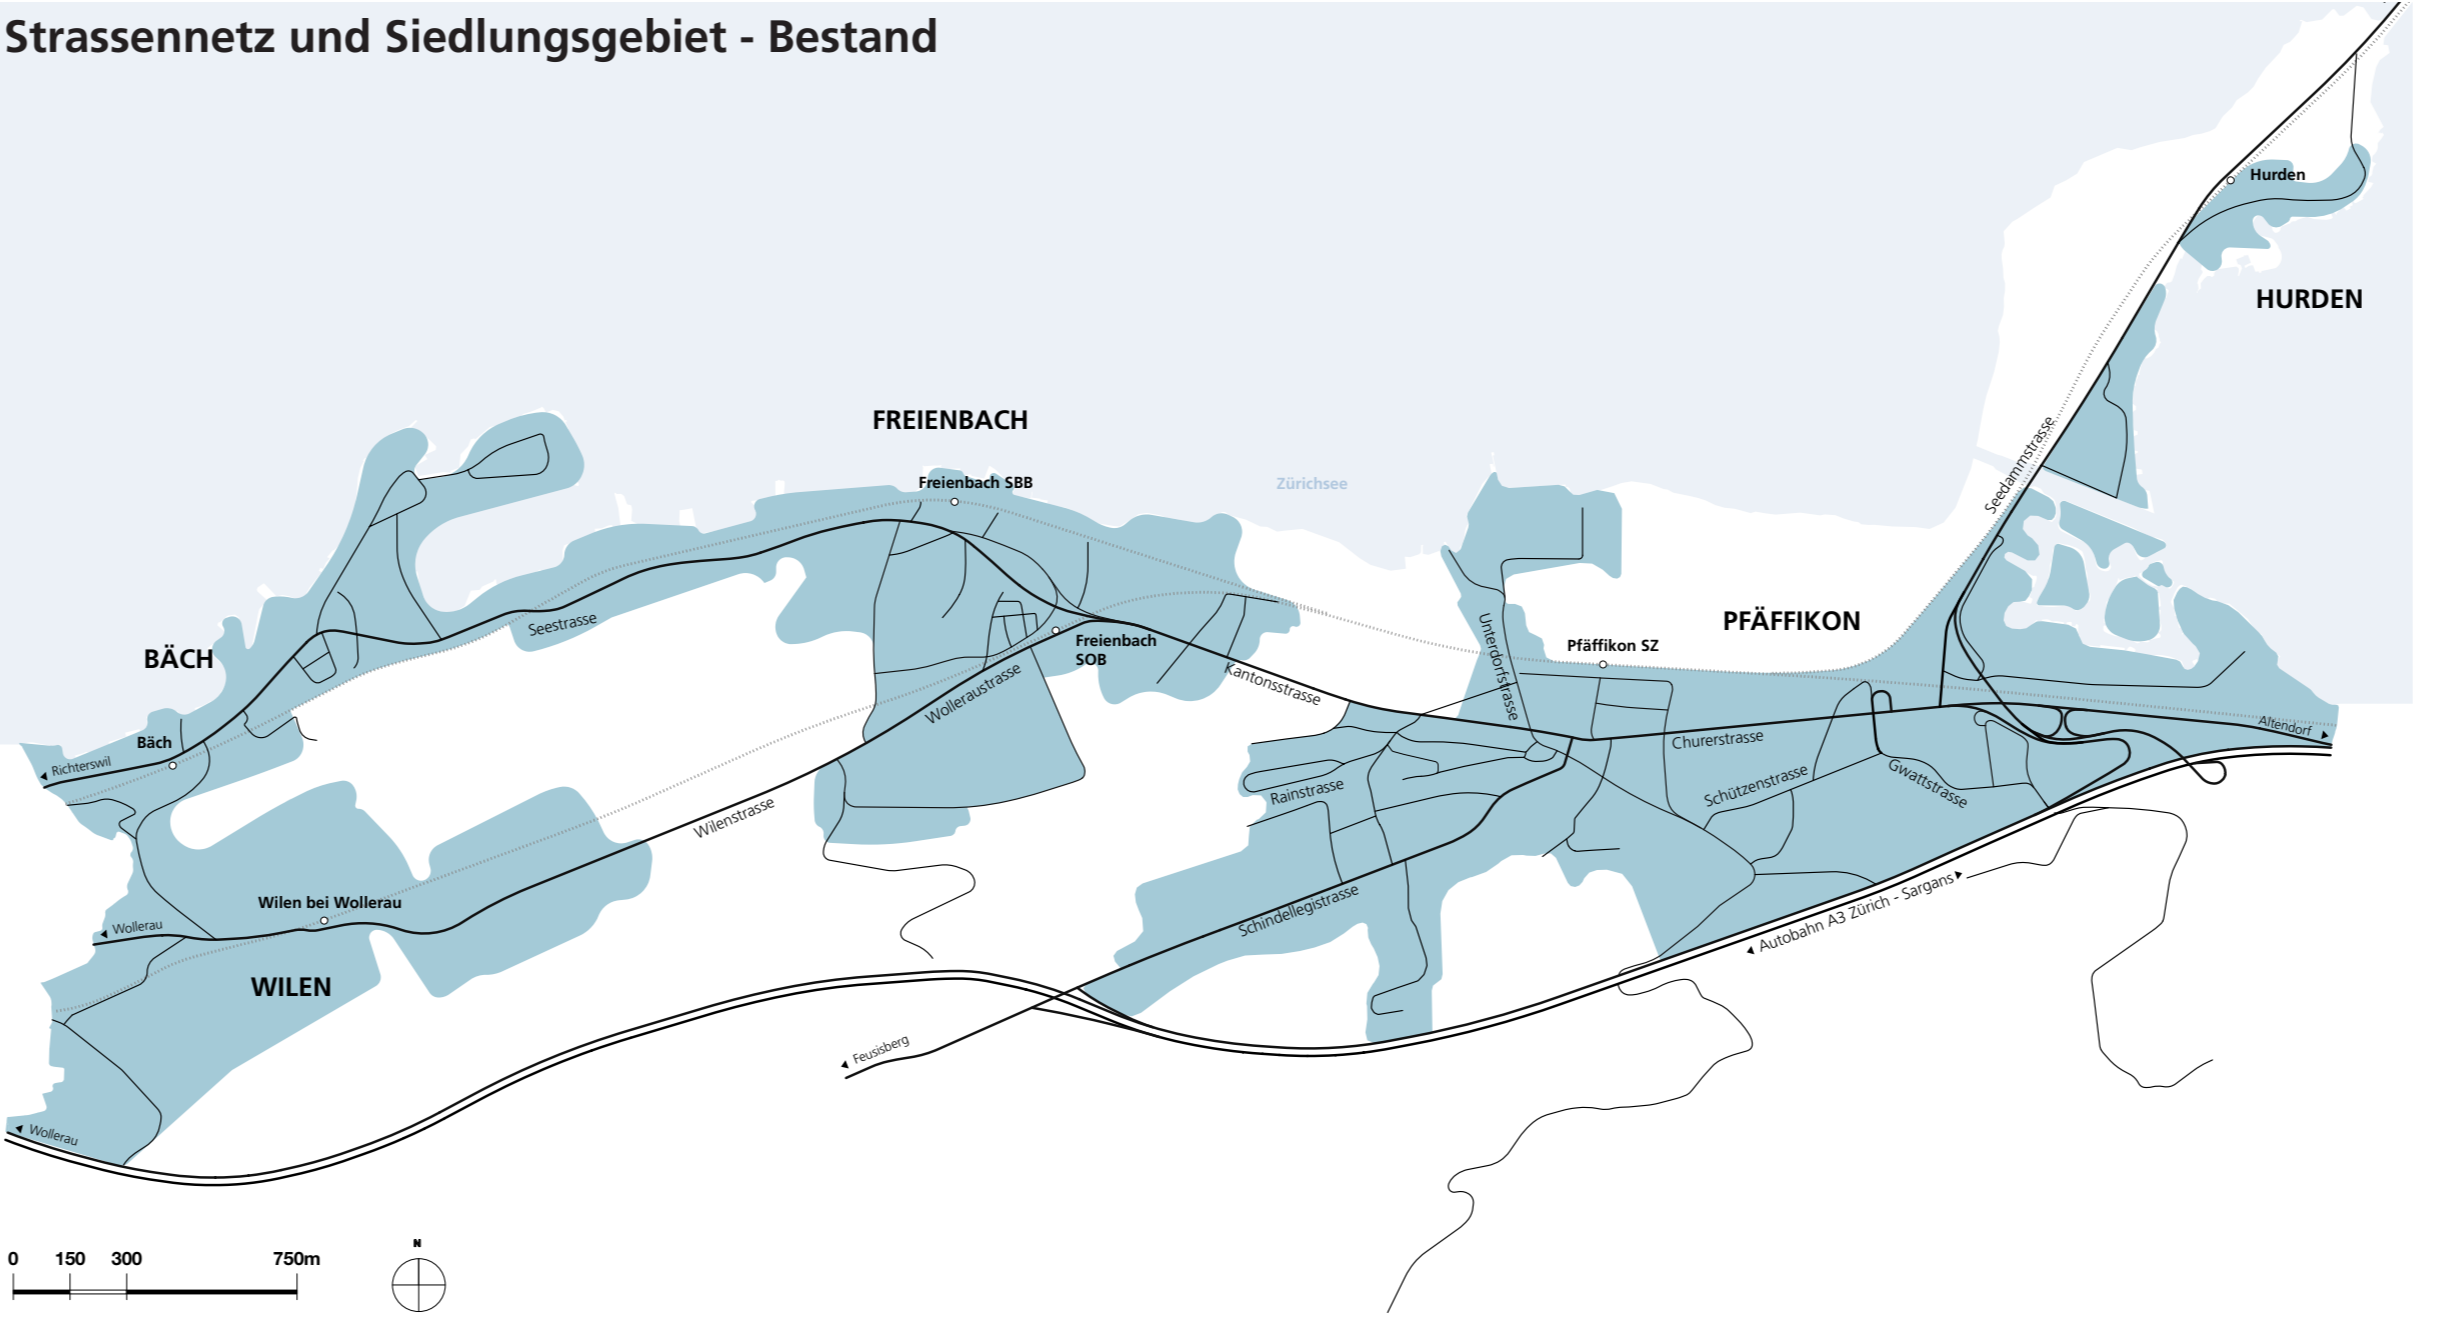 Strassennetz und Siedlungsgebiet - Bestand
Hurden
HURDEN
FREIENBACH
Freienbach SBB
Zürichsee
Seedammstrasse
BÄCH
Seestrasse
Freienbach
SOB
Unterdorfstrasse
PFÄFFIKON
Pfäffikon SZ
Kantonsstrasse
Wolleraustrasse
Bäch
Richterswil
Churerstrasse
Altendorf
Rainstrasse
Schützenstrasse
Gwattstrasse
Wilenstrasse
Wilen bei Wollerau
Wollerau
Schindellegistrasse
Autobahn A3 Zürich - Sargans
WILEN
Feusisberg
Wollerau
0 150 300 750m
N